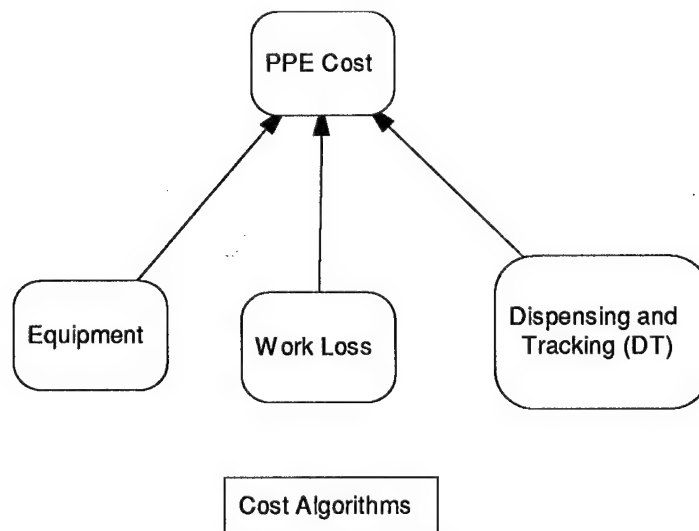 PPE Cost
Equipment
Work Loss
Dispensing and
Tracking (DT)
Cost Algorithms